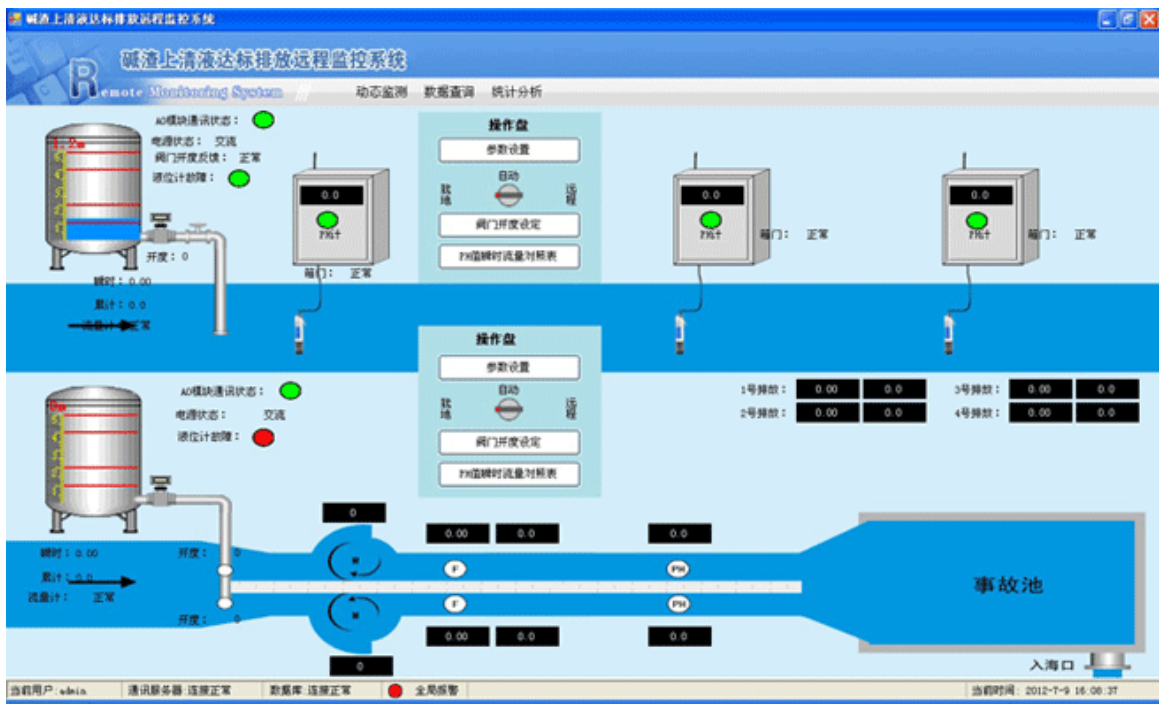 碱渣上清液达标排放远程监控系统
碱渣上清液达标排放远程监控系统
Remote Monitoring System
动态监测 数据查询 统计分析
AO模块通讯状态：
电源状态： 交流
阀门开度反馈： 正常
液位计故障：
1.2m
开度：0
瞬时：0.00
累计：0.0
流量计 正常
操作盘
参数设置
自动
就地
远程
阀门开度设定
PH值瞬时流量对照表
0.0
PH计
箱门： 正常
0.0
PH计
箱门： 正常
0.0
PH计
箱门： 正常
操作盘
参数设置
自动
就地
远程
阀门开度设定
PH值瞬时流量对照表
AO模块通讯状态：
电源状态： 交流
液位计故障：
0m
1号排放： 0.00 0.0 3号排放： 0.00 0.0
2号排放： 0.00 0.0 4号排放： 0.00 0.0
瞬时：0.00
累计：0.0
流量计： 正常
开度： 0
开度： 0
0
0.00 0.0 0.0
M F PH
M F PH
0.00 0.0 0.0
0
事故池
入海口
当前用户：admin 通讯服务器:连接正常 数据库:连接正常 全局报警 当前时间: 2012-7-9 16:08:37